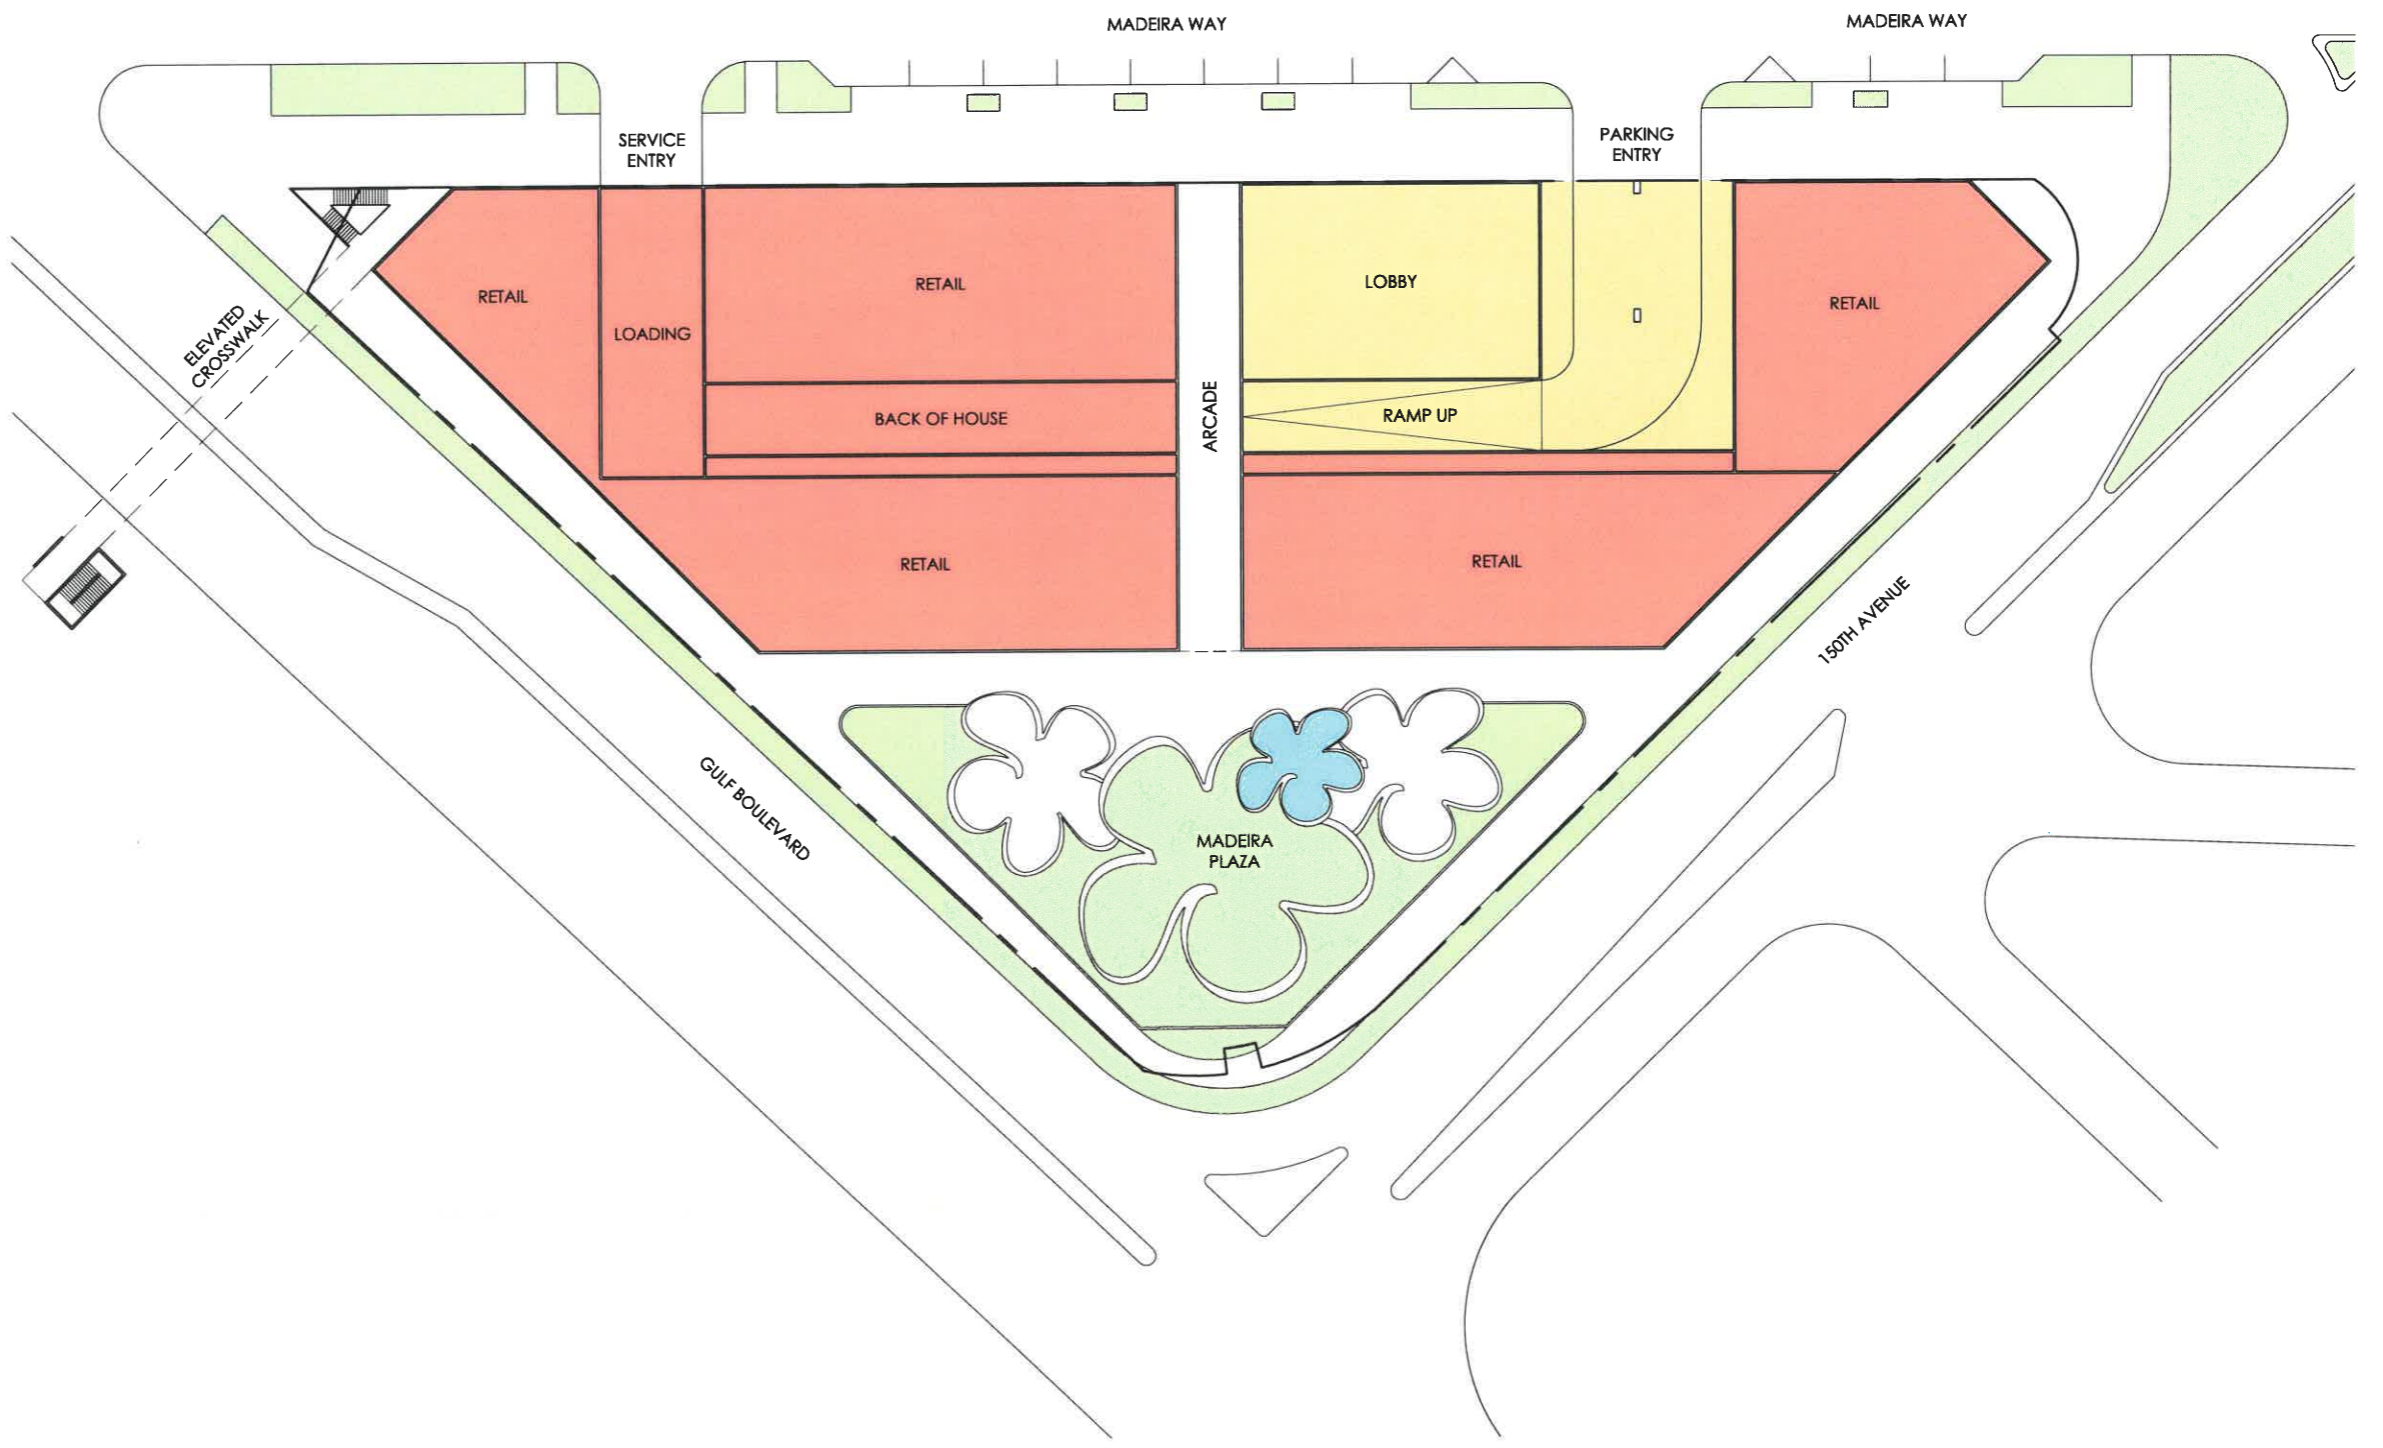 MADEIRA WAY
MADEIRA WAY
SERVICE
ENTRY
PARKING
ENTRY
RETAIL
LOADING
RETAIL
LOBBY
RETAIL
ELEVATED
CROSSWALK
BACK OF HOUSE
ARCADE
RAMP UP
RETAIL
RETAIL
150TH AVENUE
GULF BOULEVARD
MADEIRA
PLAZA